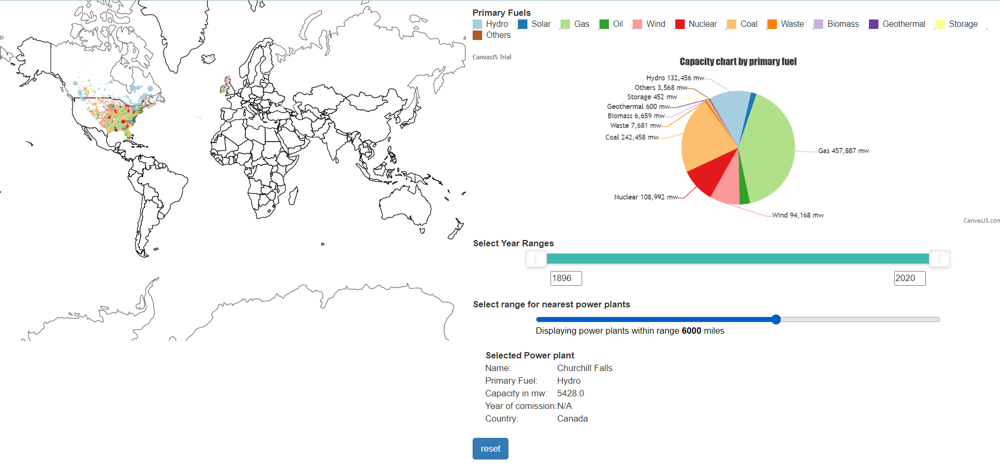 Primary Fuels
Hydro , Solar , Gas , Oil , Wind , Nuclear , Coal , Waste , Biomass , Geothermal , Storage ,
Others
CanvasJS Trial
Capacity chart by primary fuel
Hydro 132,456 mw
Others 3,568 mw
Storage 452 mw
Geothermal 600 mw
Biomass 6,659 mw
Waste 7,681 mw
Coal 242,458 mw
Gas 457,887 mw
Nuclear 108,992 mw
Wind 94,168 mw
CanvasJS.con
Select Year Ranges
1896 2020
Select range for nearest power plants
Displaying power plants within range 6000 miles
Selected Power plant
Name: Churchill Falls
Primary Fuel: Hydro
Capacity in mw: 5428.0
Year of comission:N/A
Country: Canada
reset